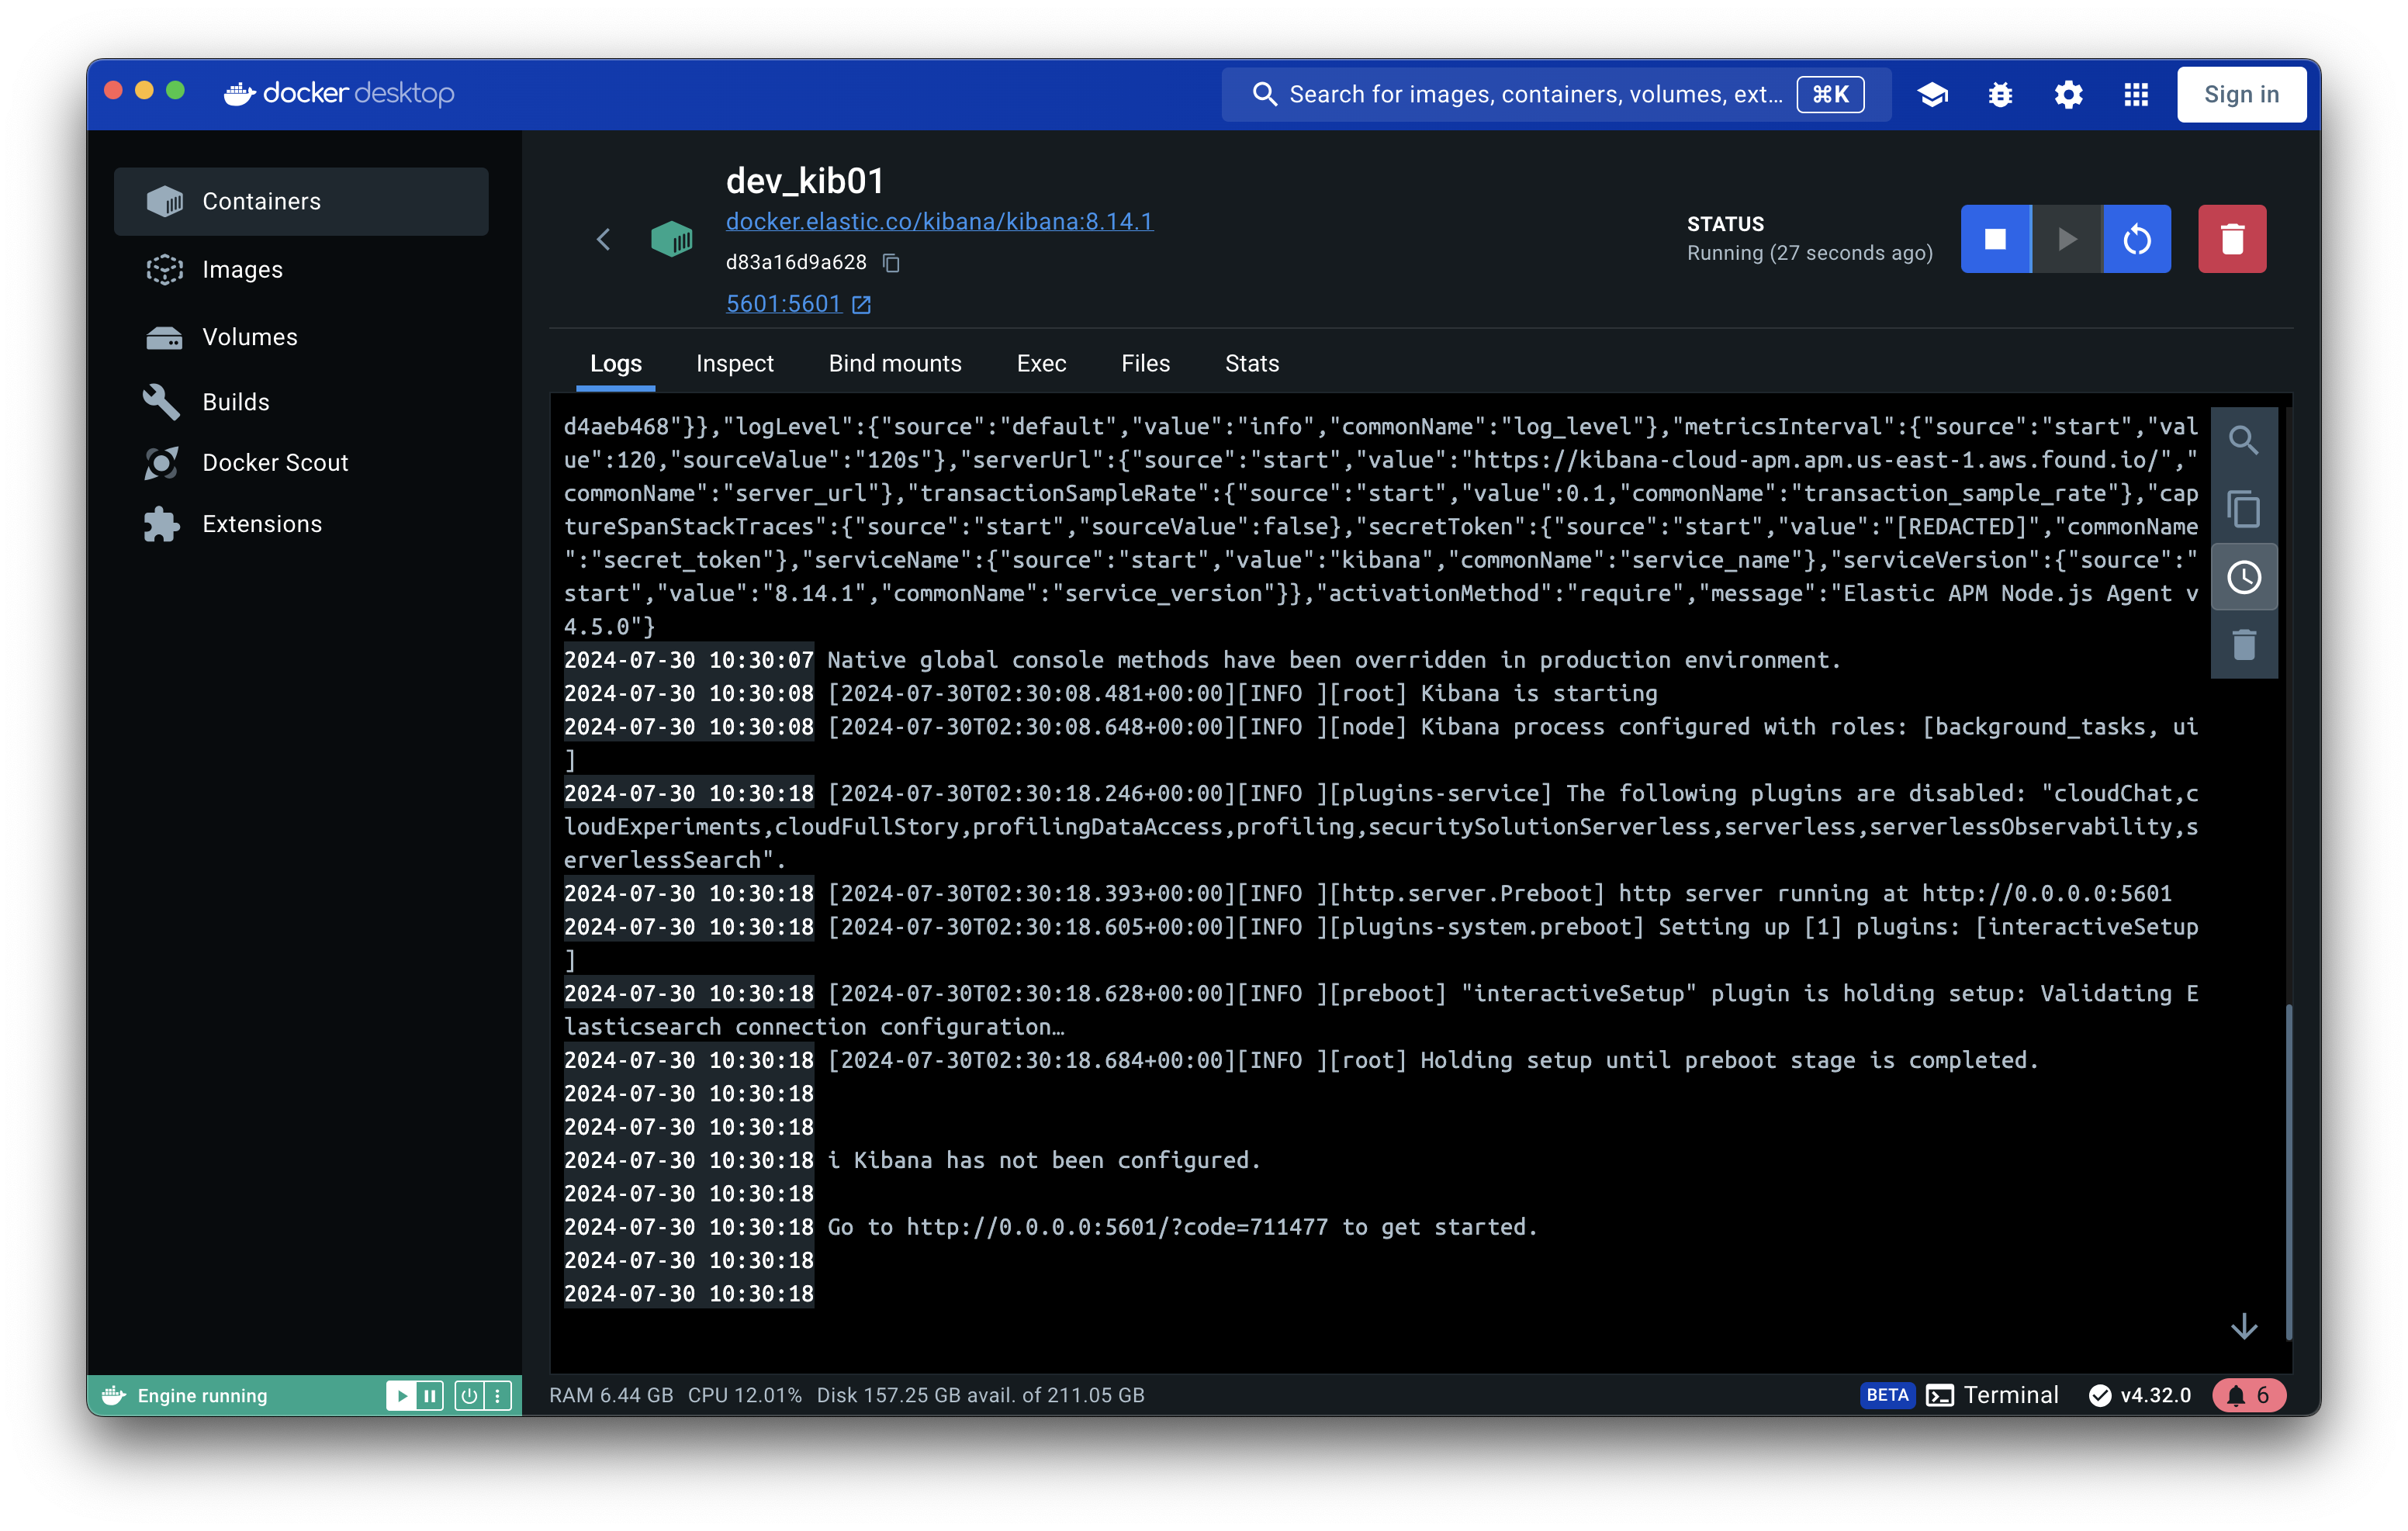 docker desktop
Search for images, containers, volumes, ext... ⌘K
Sign in
Containers
Images
Volumes
Builds
Docker Scout
Extensions
dev_kib01
docker.elastic.co/kibana/kibana:8.14.1
d83a16d9a628
5601:5601
STATUS
Running (27 seconds ago)
Logs Inspect Bind mounts Exec Files Stats
d4aeb468"}},"logLevel":{"source":"default","value":"info","commonName":"log_level"},"metricsInterval":{"source":"start","val
ue":120,"sourceValue":"120s"},"serverUrl":{"source":"start","value":"https://kibana-cloud-apm.apm.us-east-1.aws.found.io/","
commonName":"server_url"},"transactionSampleRate":{"source":"start","value":0.1,"commonName":"transaction_sample_rate"},"cap
tureSpanStackTraces":{"source":"start","sourceValue":false},"secretToken":{"source":"start","value":"[REDACTED]","commonName
":"secret_token"},"serviceName":{"source":"start","value":"kibana","commonName":"service_name"},"serviceVersion":{"source":"
start","value":"8.14.1","commonName":"service_version"}},"activationMethod":"require","message":"Elastic APM Node.js Agent v
4.5.0"}
2024-07-30 10:30:07 Native global console methods have been overridden in production environment.
2024-07-30 10:30:08 [2024-07-30T02:30:08.481+00:00][INFO ][root] Kibana is starting
2024-07-30 10:30:08 [2024-07-30T02:30:08.648+00:00][INFO ][node] Kibana process configured with roles: [background_tasks, ui
]
2024-07-30 10:30:18 [2024-07-30T02:30:18.246+00:00][INFO ][plugins-service] The following plugins are disabled: "cloudChat,c
loudExperiments,cloudFullStory,profilingDataAccess,profiling,securitySolutionServerless,serverless,serverlessObservability,s
erverlessSearch".
2024-07-30 10:30:18 [2024-07-30T02:30:18.393+00:00][INFO ][http.server.Preboot] http server running at http://0.0.0.0:5601
2024-07-30 10:30:18 [2024-07-30T02:30:18.605+00:00][INFO ][plugins-system.preboot] Setting up [1] plugins: [interactiveSetup
]
2024-07-30 10:30:18 [2024-07-30T02:30:18.628+00:00][INFO ][preboot] "interactiveSetup" plugin is holding setup: Validating E
lasticsearch connection configuration…
2024-07-30 10:30:18 [2024-07-30T02:30:18.684+00:00][INFO ][root] Holding setup until preboot stage is completed.
2024-07-30 10:30:18
2024-07-30 10:30:18
2024-07-30 10:30:18 i Kibana has not been configured.
2024-07-30 10:30:18
2024-07-30 10:30:18 Go to http://0.0.0.0:5601/?code=711477 to get started.
2024-07-30 10:30:18
2024-07-30 10:30:18
Engine running
RAM 6.44 GB CPU 12.01% Disk 157.25 GB avail. of 211.05 GB
BETA Terminal v4.32.0 6